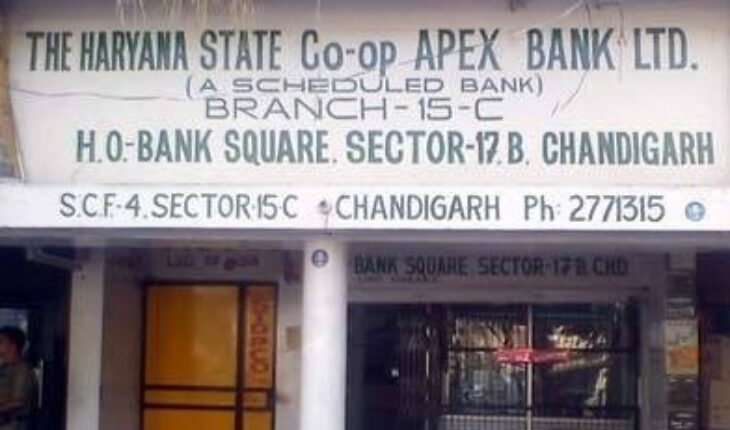 THE HARYANA STATE Co-op APEX BANK LTD.
(A SCHEDULED BANK)
BRANCH-15-C
H.O.-BANK SQUARE. SECTOR-17.B. CHANDIGARH
S.C.F.-4. SECTOR-15-C CHANDIGARH Ph: 2771315
BANK SQUARE SECTOR-17 B. CHD